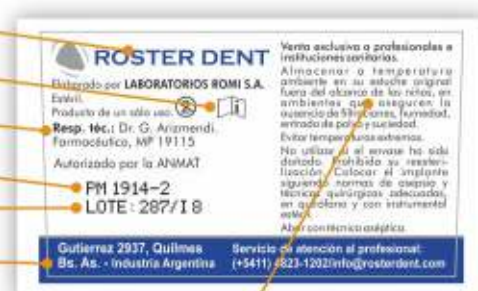 ROSTER DENT
Elaborado por LABORATORIOS ROMI S.A.
Estéril.
Producto de un sólo uso.
Resp. téc.: Dr. G. Arizmendi.
Farmacéutico, MP 19115
Autorizado por la ANMAT
PM 1914-2
LOTE: 287/I 8
Venta exclusiva a profesionales e
instituciones sanitarias.
Almacenar a temperatura
ambiente en su estuche original
fuera del alcance de los niños, en
ambientes que aseguren la
ausencia de filtraciones, humedad,
entrada de polvo y suciedad.
Evitar temperaturas extremas.
No utilizar si el envase ha sido
dañado. Prohibida su reesteri-
lización. Colocar el implante
siguiendo normas de asepsia y
técnicas quirúrgicas adecuadas,
en quirófano y con instrumental
estéril.
Abrir con técnica aséptica.
Gutierrez 2937, Quilmes
Bs. As. - Industria Argentina
Servicio de atención al profesional:
(+5411) 4823-1202/info@rosterdent.com